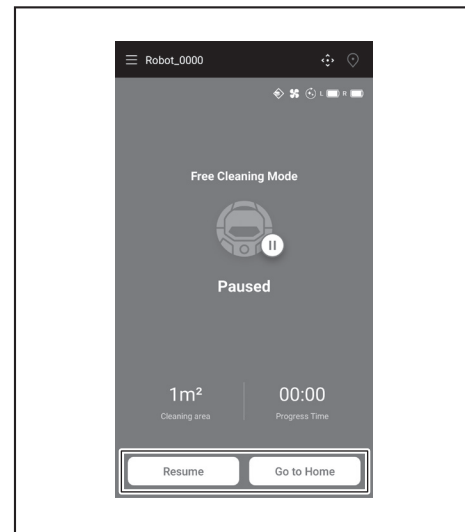 Robot_0000
L R
Free Cleaning Mode
Paused
1m² 00:00
Cleaning area Progress Time
Resume Go to Home